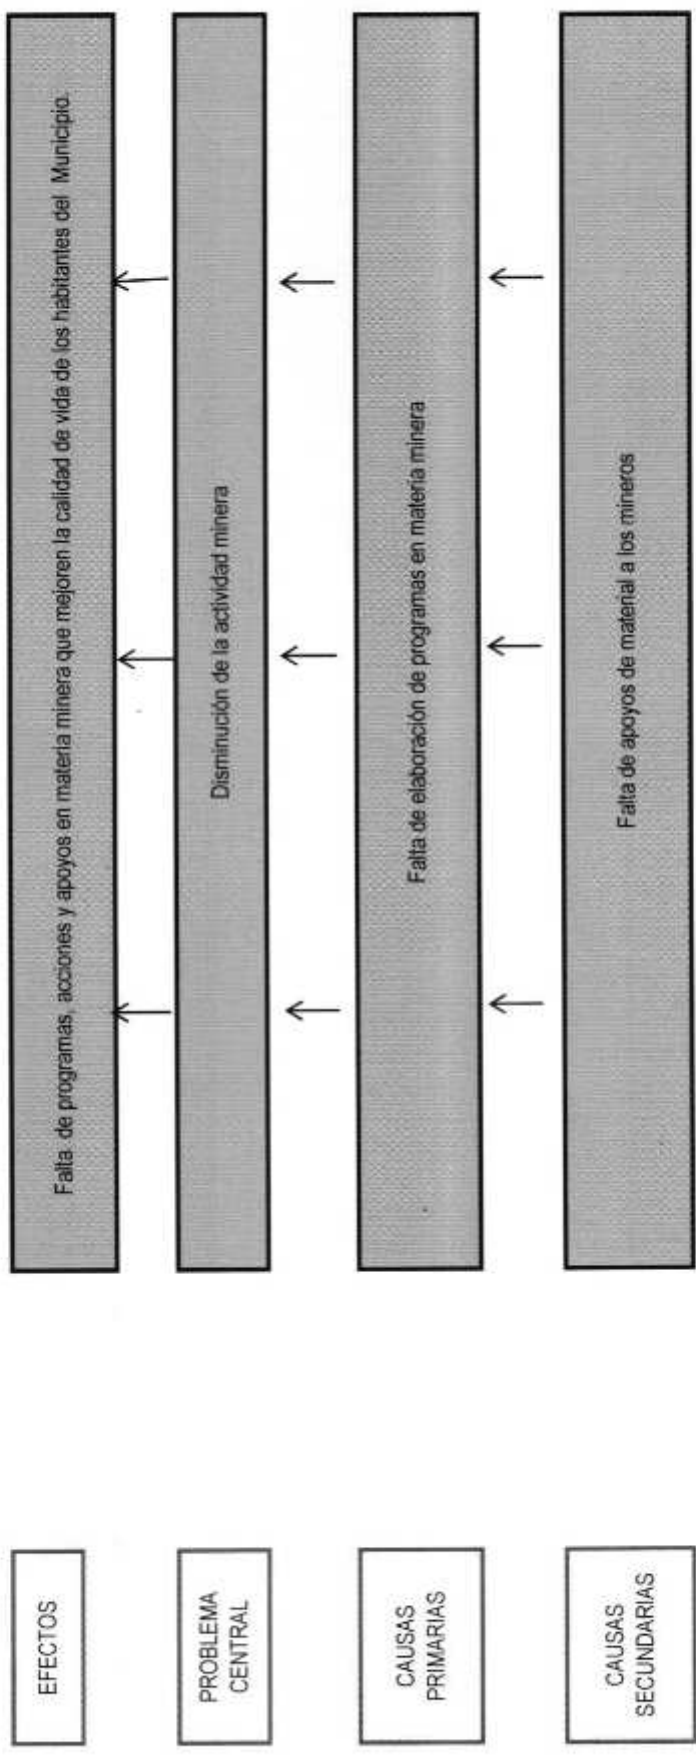 EFECTOS
Falta de programas, acciones y apoyos en materia minera que mejoren la calidad de vida de los habitantes del Municipio.
PROBLEMA
CENTRAL
Disminución de la actividad minera
CAUSAS
PRIMARIAS
Falta de elaboración de programas en materia minera
CAUSAS
SECUNDARIAS
Falta de apoyos de material a los mineros